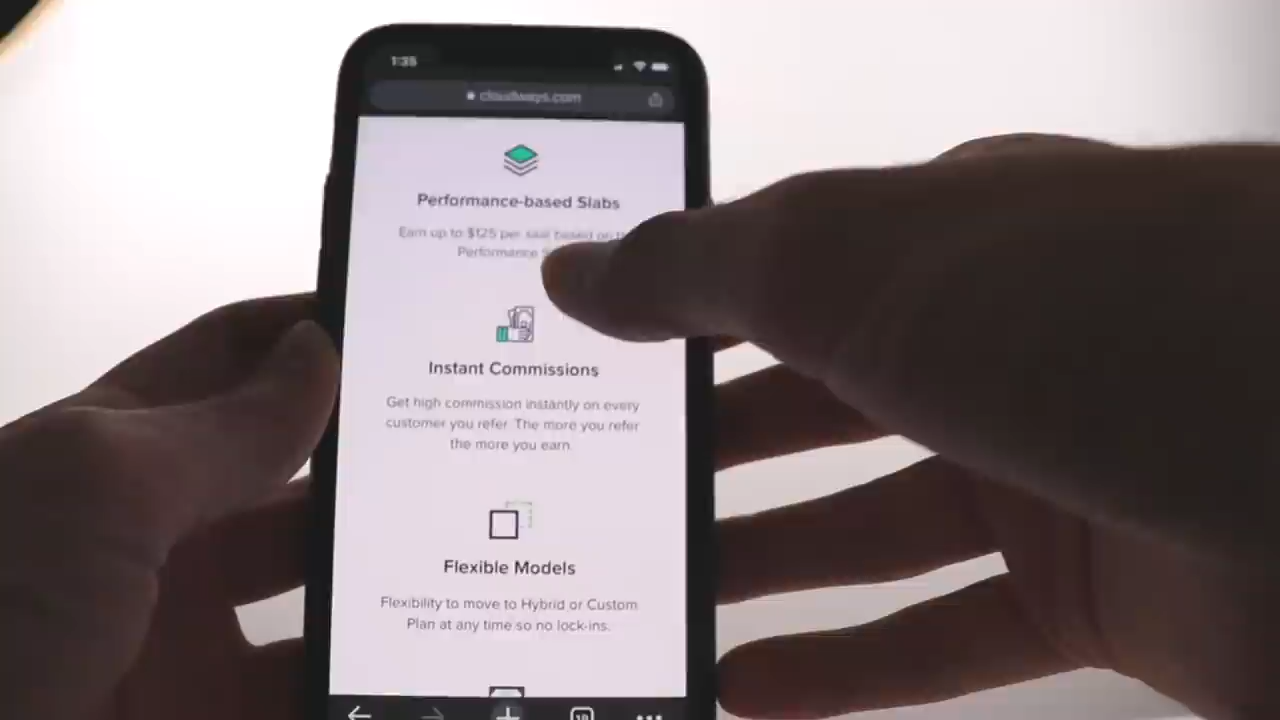 1:35
cloudways.com
Performance-based Slabs
Earn up to $125 per sale based on
Performance
Instant Commissions
Get high commission instantly on every
customer you refer. The more you refer
the more you earn.
Flexible Models
Flexibility to move to Hybrid or Custom
Plan at any time so no lock-ins.